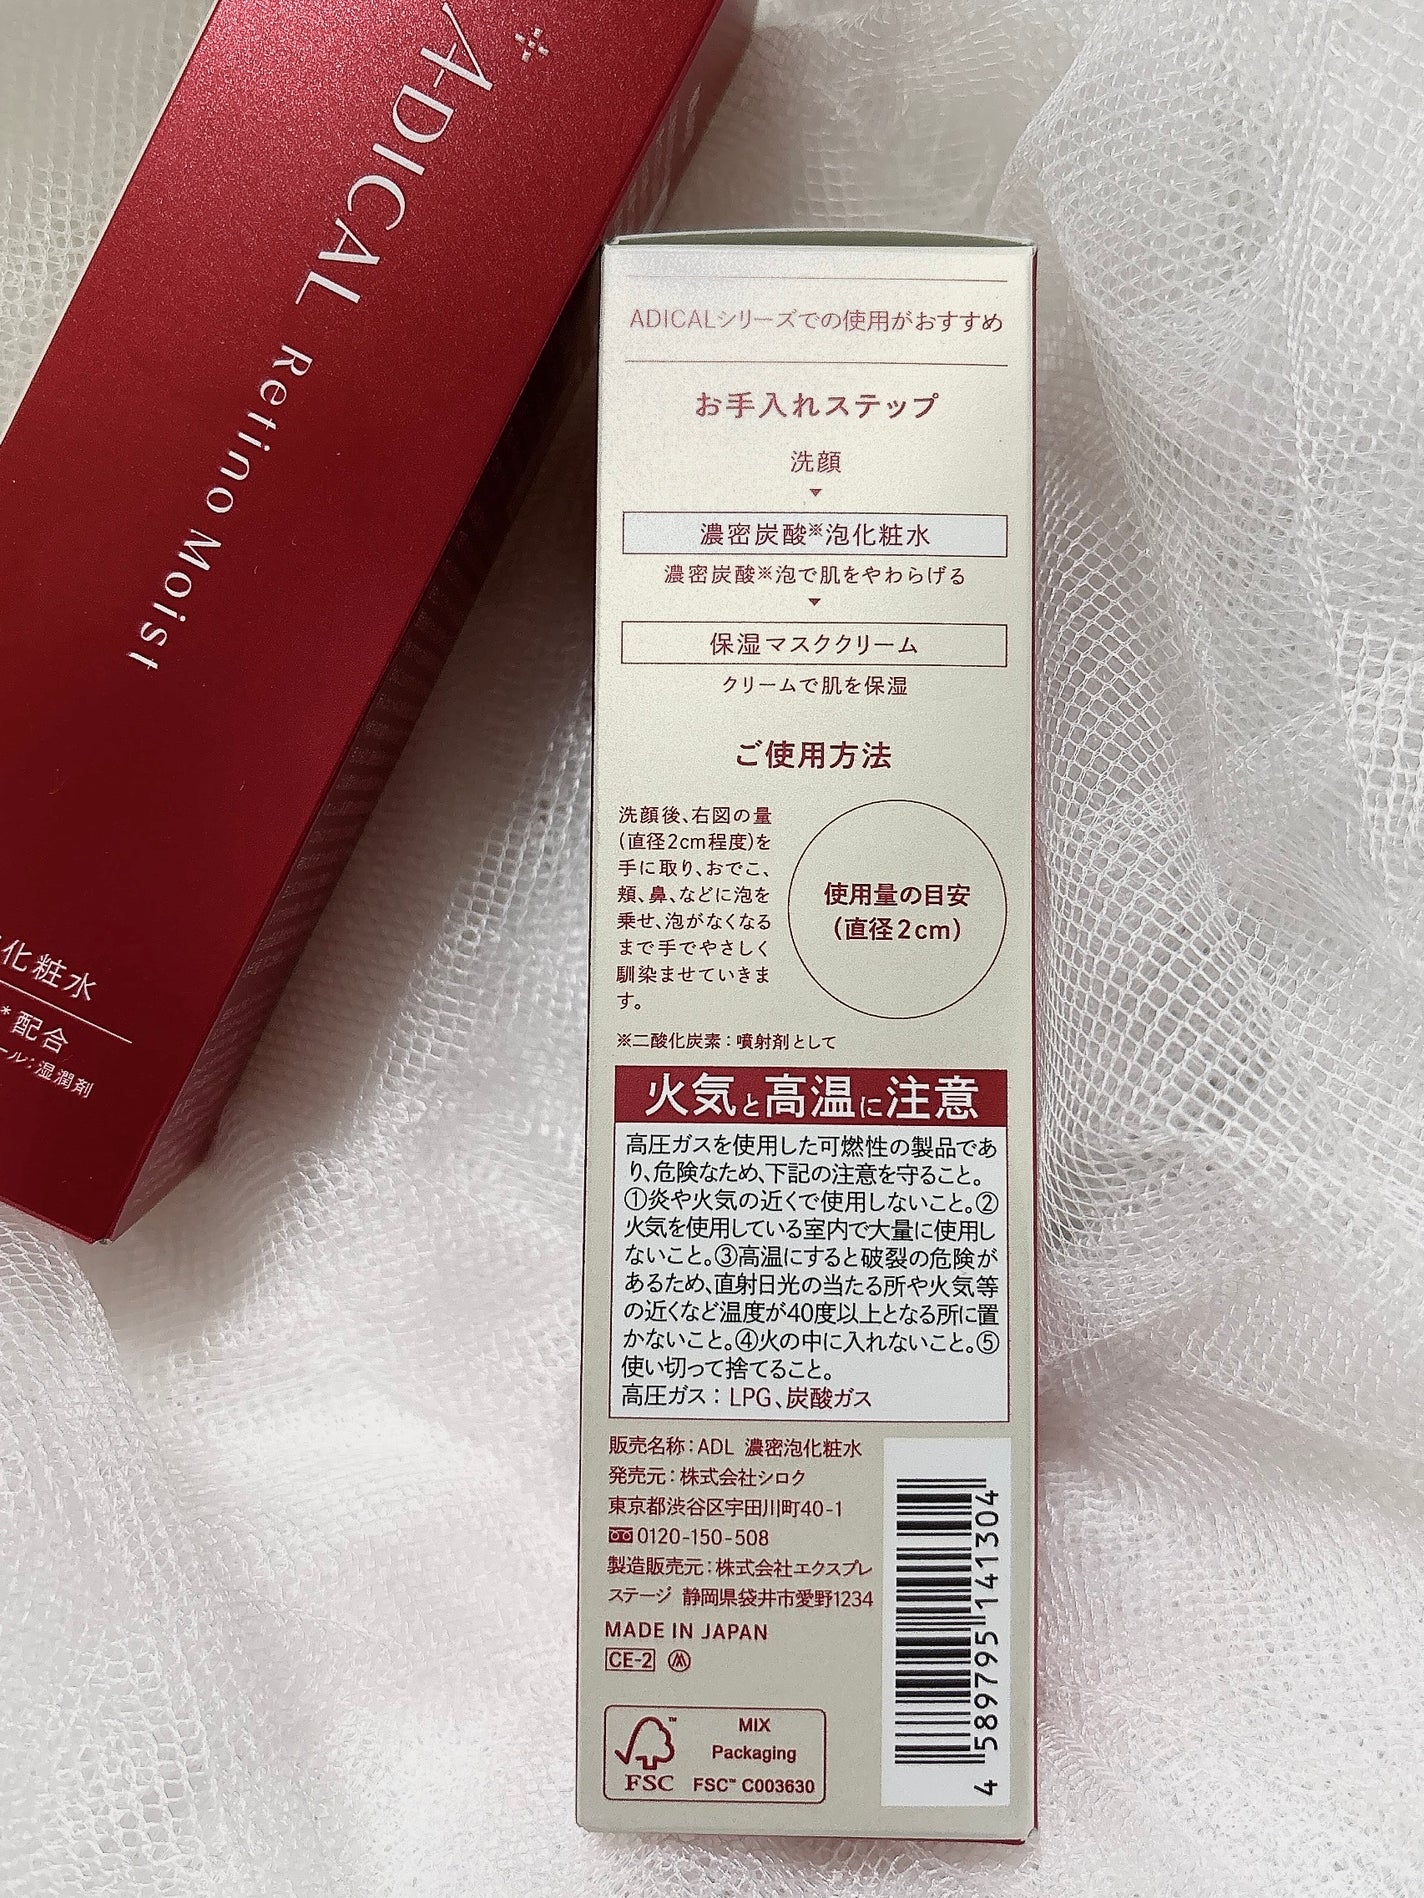 ADICAL
Retino Moist
化粧水
*配合
ール:湿潤剤
ADICALシリーズでの使用がおすすめ
お手入れステップ
洗顔
濃密炭酸※泡化粧水
濃密炭酸※泡で肌をやわらげる
保湿マスククリーム
クリームで肌を保湿
ご使用方法
洗顔後、右図の量
(直径2cm程度)を
手に取り、おでこ、
頬、鼻、などに泡を
乗せ、泡がなくなる
まで手でやさしく
馴染ませていきま
す。
使用量の目安
(直径2cm)
※二酸化炭素：噴射剤として
火気と高温に注意
高圧ガスを使用した可燃性の製品であ
り、危険なため、下記の注意を守ること。
①炎や火気の近くで使用しないこと。②
火気を使用している室内で大量に使用し
ないこと。③高温にすると破裂の危険が
あるため、直射日光の当たる所や火気等
の近くなど温度が40度以上となる所に置
かないこと。④火の中に入れないこと。⑤
使い切って捨てること。
高圧ガス：LPG、炭酸ガス
販売名称：ADL 濃密泡化粧水
発売元：株式会社シロク
東京都渋谷区宇田川町40-1
0120-150-508
製造販売元：株式会社エクスプレ
ステージ 静岡県袋井市愛野1234
MADE IN JAPAN
CE-2
FSC™
MIX
Packaging
FSC™ C003630
4 589795 141304